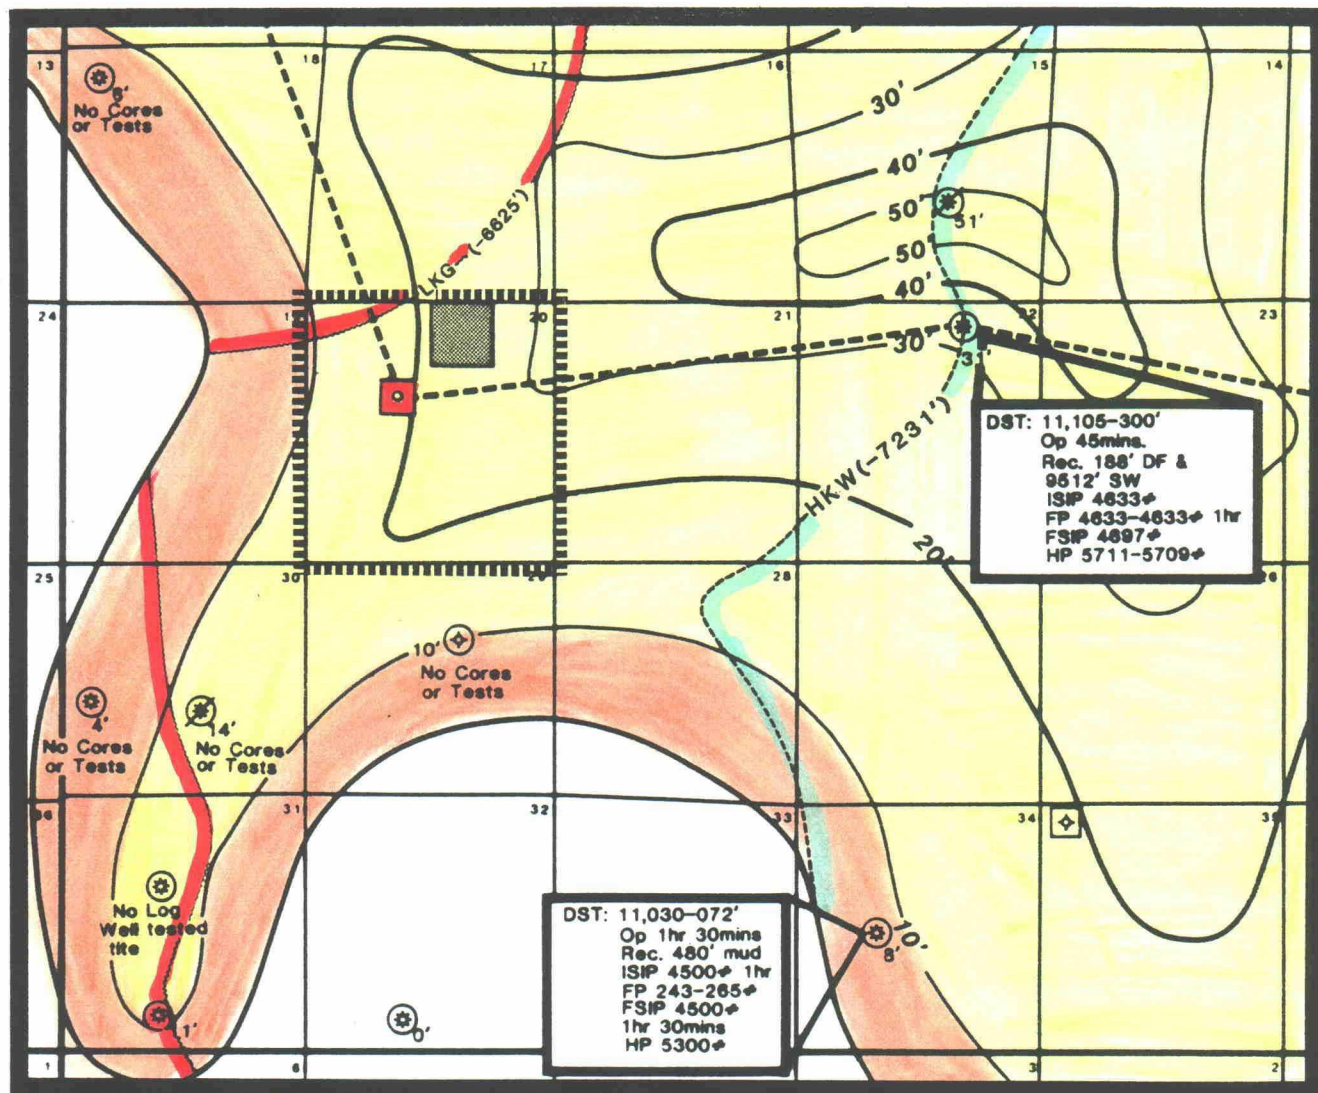 13
18
17
16
15
14
6'
No Cores
or Tests
30'
40'
50'
51'
50'
40'
LKG (-6625')
24
20
21
22
23
30'
31'
HKW (-7231')
DST: 11,105-300'
Op 45mins.
Rec. 188' DF &
9512' SW
ISIP 4633#
FP 4633-4633# 1hr
FSIP 4697#
HP 5711-5709#
20'
25
30
29
28
26
10'
No Cores
or Tests
4'
No Cores
or Tests
14'
No Cores
or Tests
36
31
32
33
34
35
No Log
Well tested
tite
DST: 11,030-072'
Op 1hr 30mins
Rec. 480' mud
ISIP 4500# 1hr
FP 243-265#
FSIP 4500#
1hr 30mins
HP 5300#
10'
8'
0'
1
6
3
2